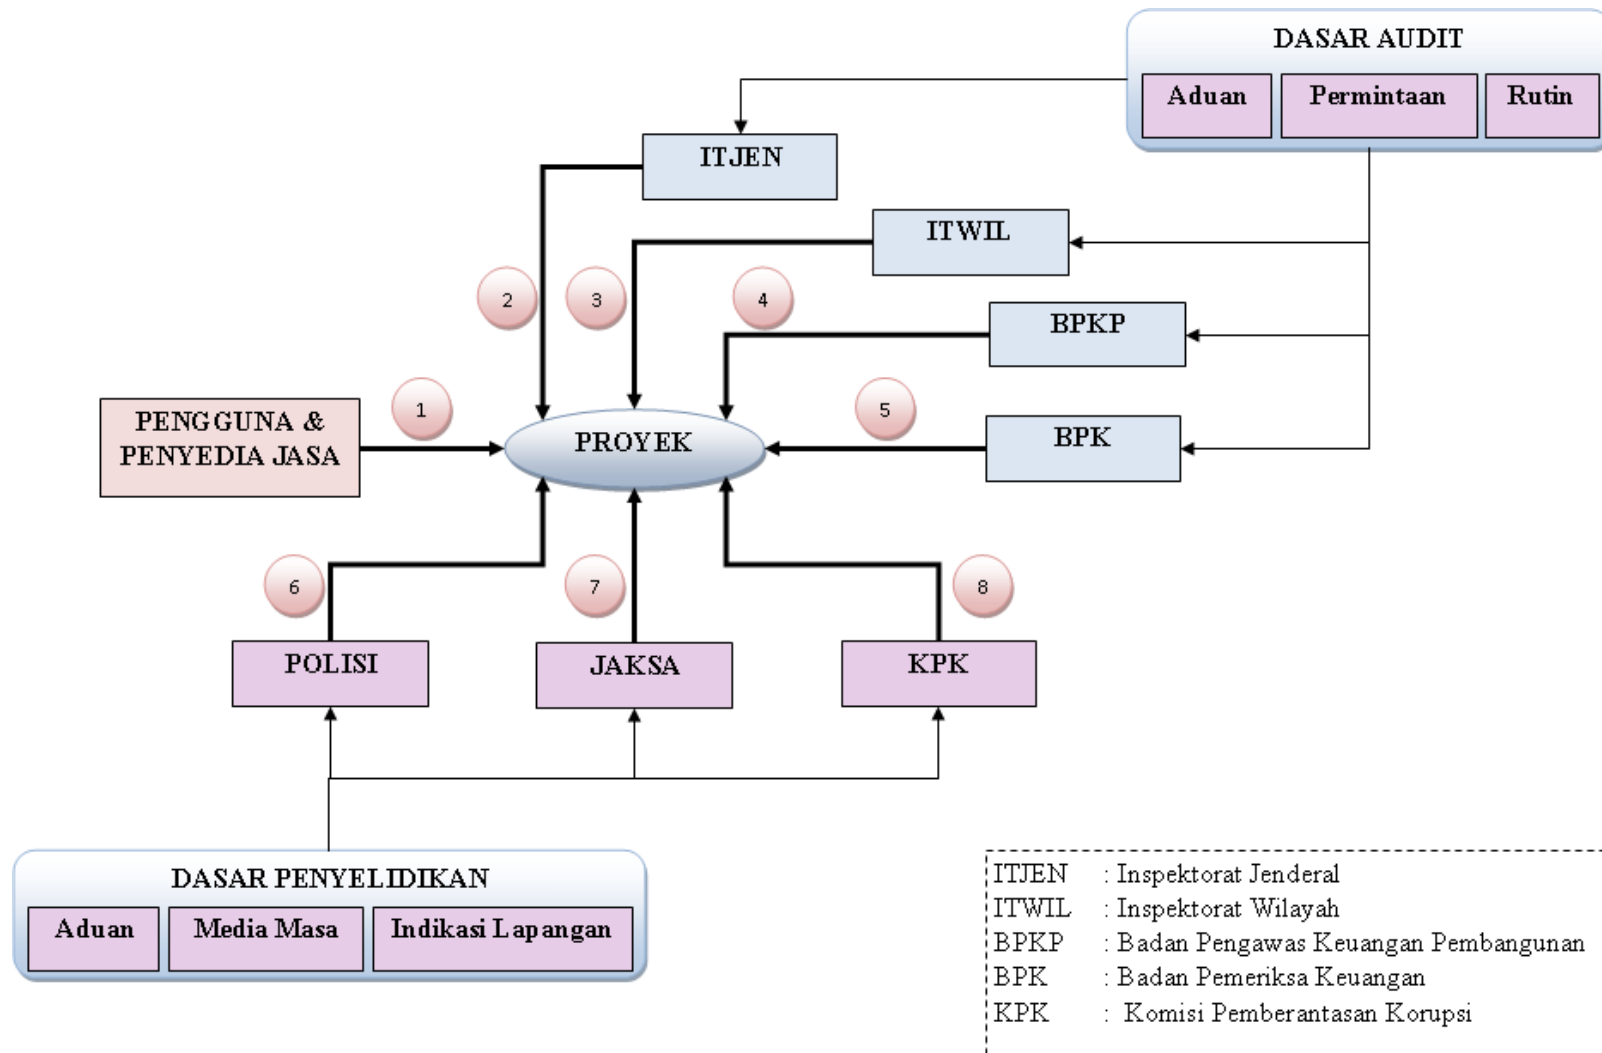 DASAR AUDIT
Aduan
Permintaan
Rutin
ITJEN
ITWIL
2
3
4
BPKP
1
5
PENGGUNA &
PENYEDIA JASA
PROYEK
BPK
6
7
8
POLISI
JAKSA
KPK
DASAR PENYELIDIKAN
Aduan
Media Masa
Indikasi Lapangan
ITJEN : Inspektorat Jenderal
ITWIL : Inspektorat Wilayah
BPKP : Badan Pengawas Keuangan Pembangunan
BPK : Badan Pemeriksa Keuangan
KPK : Komisi Pemberantasan Korupsi